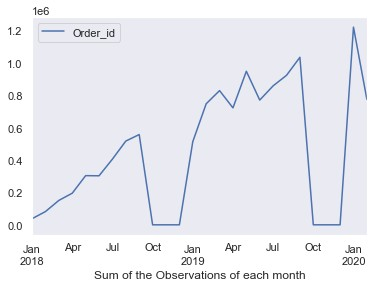 1e6
Order_id
1.2
1.0
0.8
0.6
0.4
0.2
0.0
Jan Apr Jul Oct Jan Apr Jul Oct Jan
2018 2019 2020
Sum of the Observations of each month